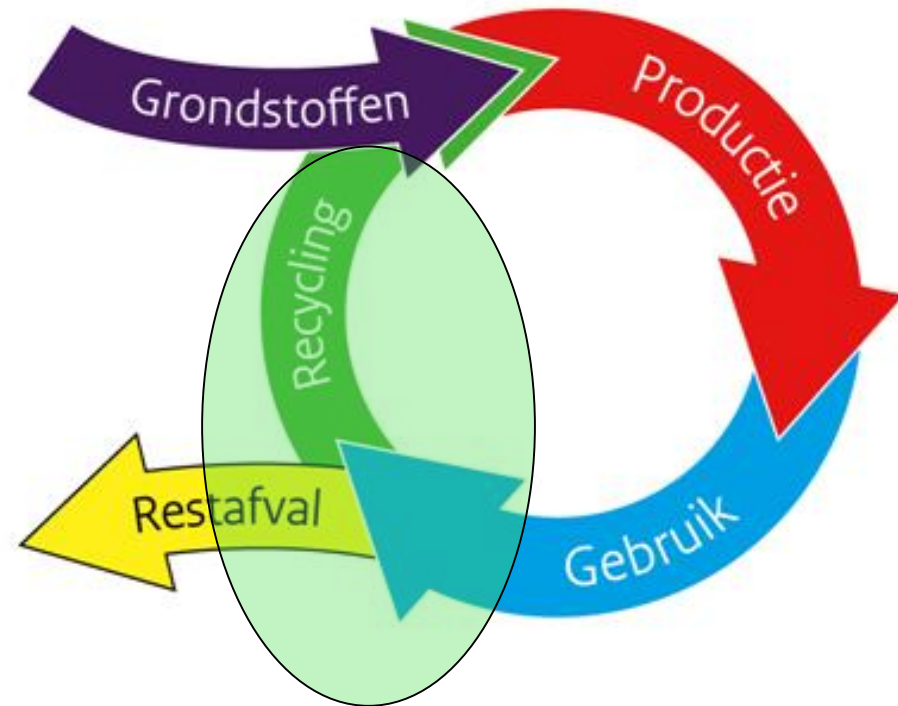 Grondstoffen
Productie
Recycling
Restafval
Gebruik